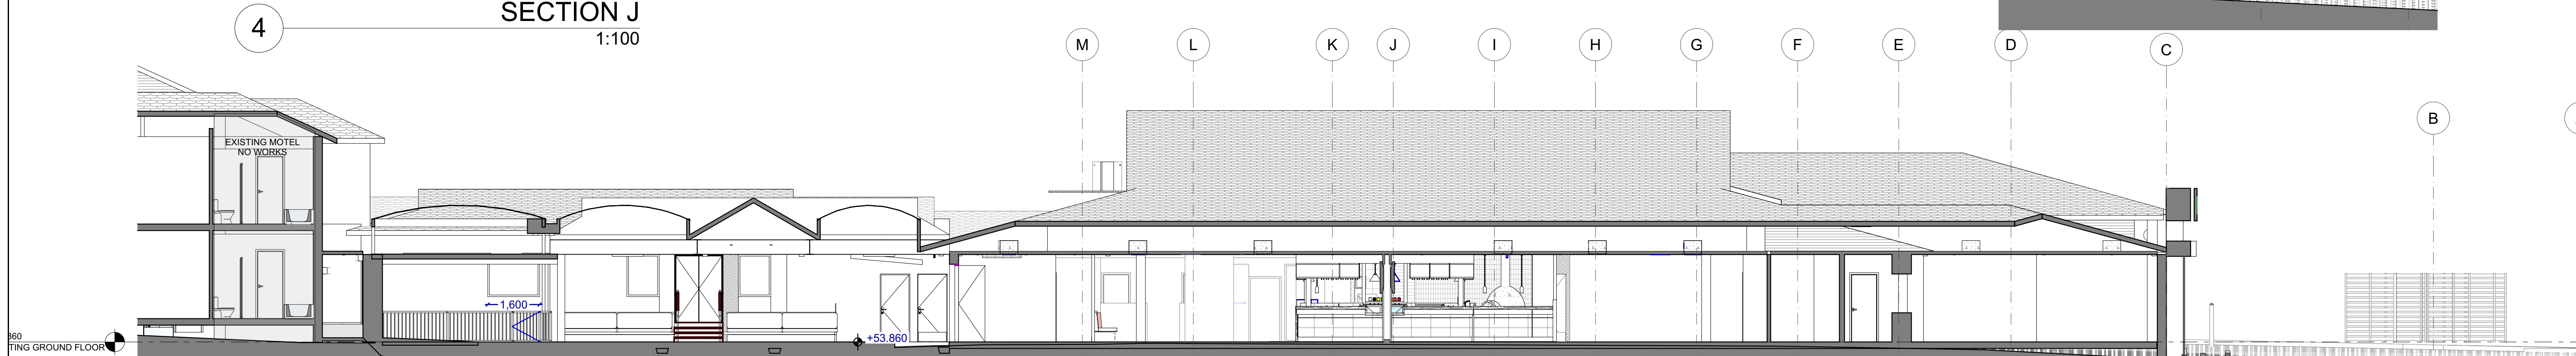 SECTION J
4
1:100
M L K J I H G F E D C
B
EXISTING MOTEL
NO WORKS
1,600
+53.860
TING GROUND FLOOR